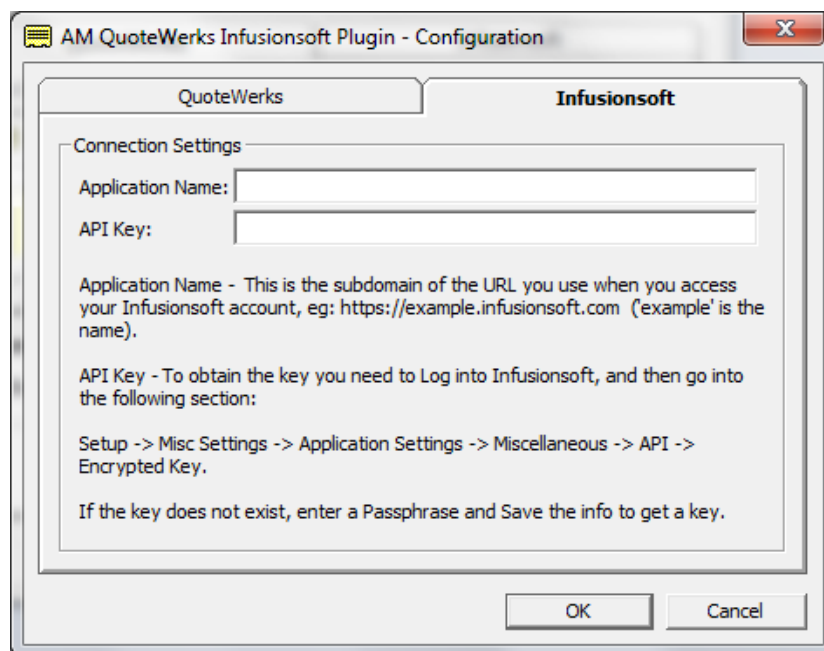 AM QuoteWerks Infusionsoft Plugin - Configuration
QuoteWerks
Infusionsoft
Connection Settings
Application Name:
API Key:
Application Name - This is the subdomain of the URL you use when you access
your Infusionsoft account, eg: https://example.infusionsoft.com ('example' is the
name).
API Key - To obtain the key you need to Log into Infusionsoft, and then go into
the following section:
Setup -> Misc Settings -> Application Settings -> Miscellaneous -> API ->
Encrypted Key.
If the key does not exist, enter a Passphrase and Save the info to get a key.
OK
Cancel